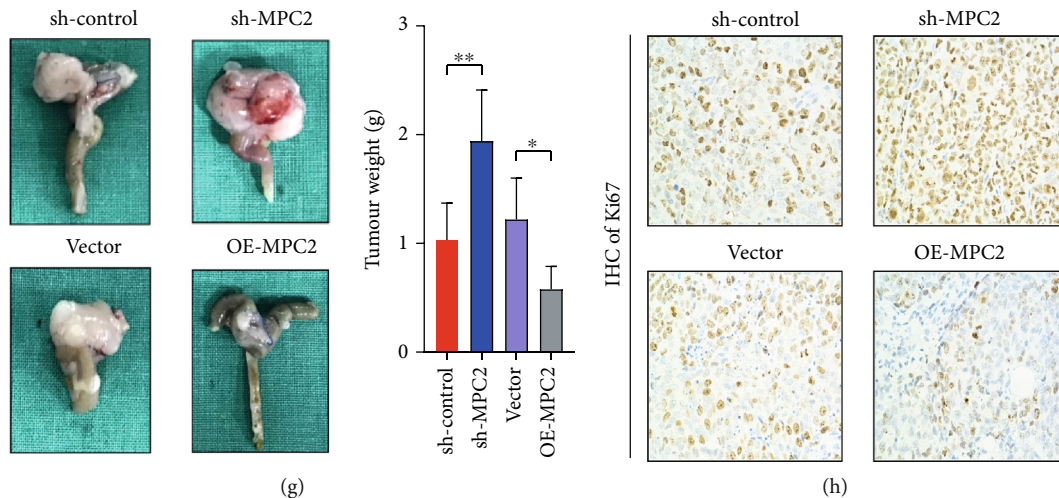 sh-control
sh-MPC2
Vector
OE-MPC2
3
2
1
0
Tumour weight (g)
**
*
sh-control
sh-MPC2
Vector
OE-MPC2
(g)
IHC of Ki67
sh-control
sh-MPC2
Vector
OE-MPC2
(h)